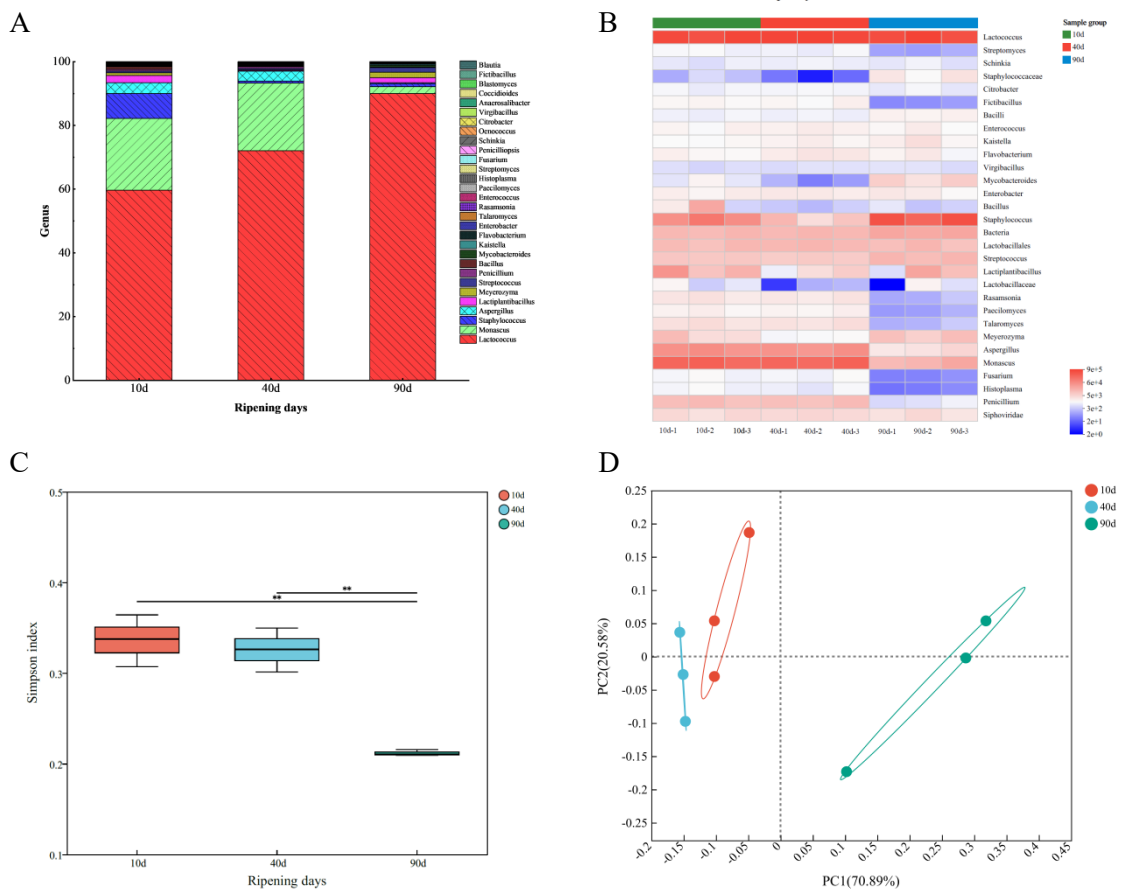 A
100
80
60
40
20
0
Genus
10d
40d
90d
Ripening days
Blautia
Fictibacillus
Blastomyces
Coccidioides
Anaerosalibacter
Virgibacillus
Citrobacter
Oenococcus
Schinkia
Penicilliopsis
Fusarium
Streptomyces
Histoplasma
Paecilomyces
Enterococcus
Rasamsonia
Talaromyces
Enterobacter
Flavobacterium
Kaistella
Mycobacteroides
Bacillus
Penicillium
Streptococcus
Meyerozyma
Lactiplantibacillus
Aspergillus
Staphylococcus
Monascus
Lactococcus
B
Sample group
10d
40d
90d
Lactococcus
Streptomyces
Schinkia
Staphylococcaceae
Citrobacter
Fictibacillus
Bacilli
Enterococcus
Kaistella
Flavobacterium
Virgibacillus
Mycobacteroides
Enterobacter
Bacillus
Staphylococcus
Bacteria
Lactobacillales
Streptococcus
Lactiplantibacillus
Lactobacillaceae
Rasamsonia
Paecilomyces
Talaromyces
Meyerozyma
Aspergillus
Monascus
Fusarium
Histoplasma
Penicillium
Siphoviridae
10d-1 10d-2 10d-3 40d-1 40d-2 40d-3 90d-1 90d-2 90d-3
9e+5
5e+4
5e+3
3e+2
2e+1
2e+0
C
0.5
0.4
0.3
0.2
0.1
Simpson index
**
**
10d
40d
90d
Ripening days
10d
40d
90d
D
0.25
0.2
0.15
0.1
0.05
0
-0.05
-0.1
-0.15
-0.2
-0.25
PC2(20.58%)
-0.2 -0.15 -0.1 -0.05 0 0.05 0.1 0.15 0.2 0.25 0.3 0.35 0.4 0.45
PC1(70.89%)
10d
40d
90d